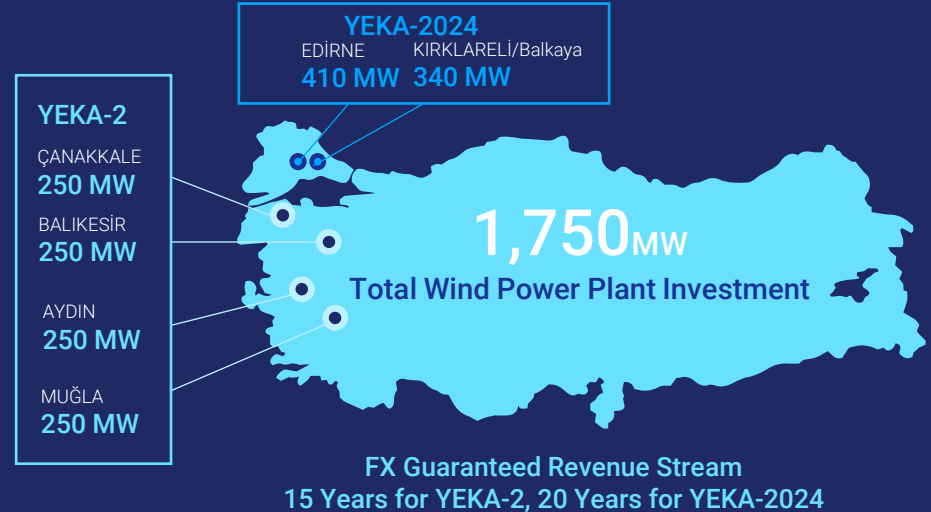 YEKA-2024
EDİRNE
410 MW
KIRKLARELİ/Balkaya
340 MW
YEKA-2
ÇANAKKALE
250 MW
BALIKESİR
250 MW
AYDIN
250 MW
MUĞLA
250 MW
1,750MW
Total Wind Power Plant Investment
FX Guaranteed Revenue Stream
15 Years for YEKA-2, 20 Years for YEKA-2024